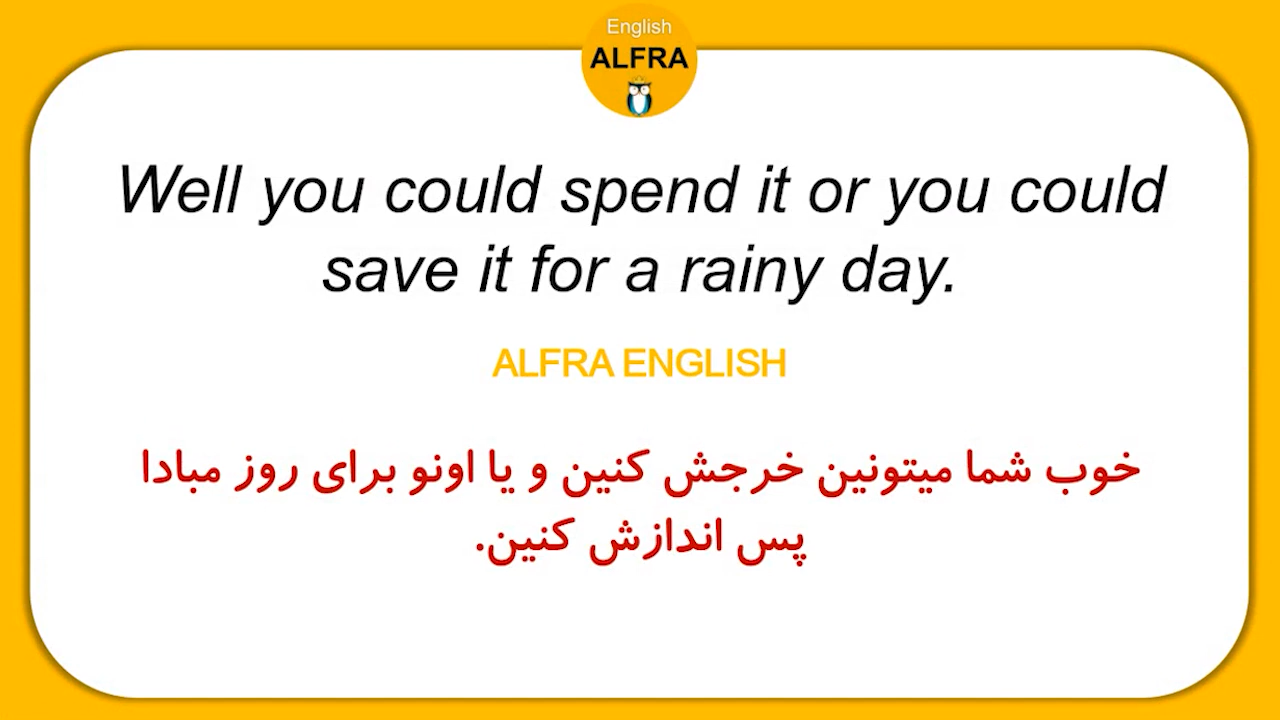 English
ALFRA
Well you could spend it or you could
save it for a rainy day.
ALFRA ENGLISH
خوب شما میتونین خرجش کنین و یا اونو برای روز مبادا
پس اندازش کنین.